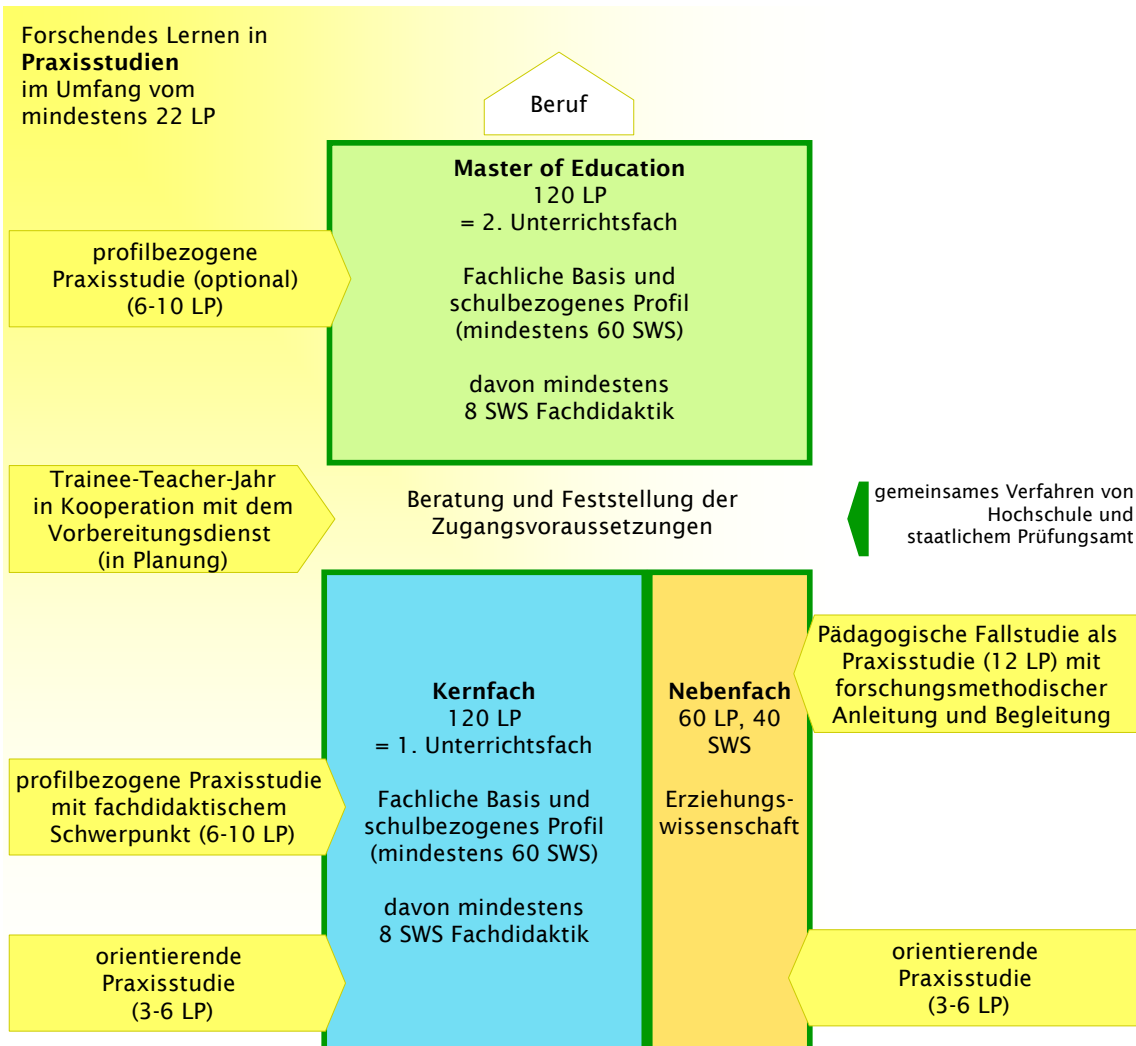 Forschendes Lernen in
Praxisstudien
im Umfang vom
mindestens 22 LP
Beruf
Master of Education
120 LP
= 2. Unterrichtsfach
Fachliche Basis und
schulbezogenes Profil
(mindestens 60 SWS)
davon mindestens
8 SWS Fachdidaktik
profilbezogene
Praxisstudie (optional)
(6-10 LP)
Trainee-Teacher-Jahr
in Kooperation mit dem
Vorbereitungsdienst
(in Planung)
Beratung und Feststellung der
Zugangsvoraussetzungen
gemeinsames Verfahren von
Hochschule und
staatlichem Prüfungsamt
Kernfach
120 LP
= 1. Unterrichtsfach
Fachliche Basis und
schulbezogenes Profil
(mindestens 60 SWS)
davon mindestens
8 SWS Fachdidaktik
Nebenfach
60 LP, 40
SWS
Erziehungs-
wissenschaft
Pädagogische Fallstudie als
Praxisstudie (12 LP) mit
forschungsmethodischer
Anleitung und Begleitung
profilbezogene Praxisstudie
mit fachdidaktischem
Schwerpunkt (6-10 LP)
orientierende
Praxisstudie
(3-6 LP)
orientierende
Praxisstudie
(3-6 LP)